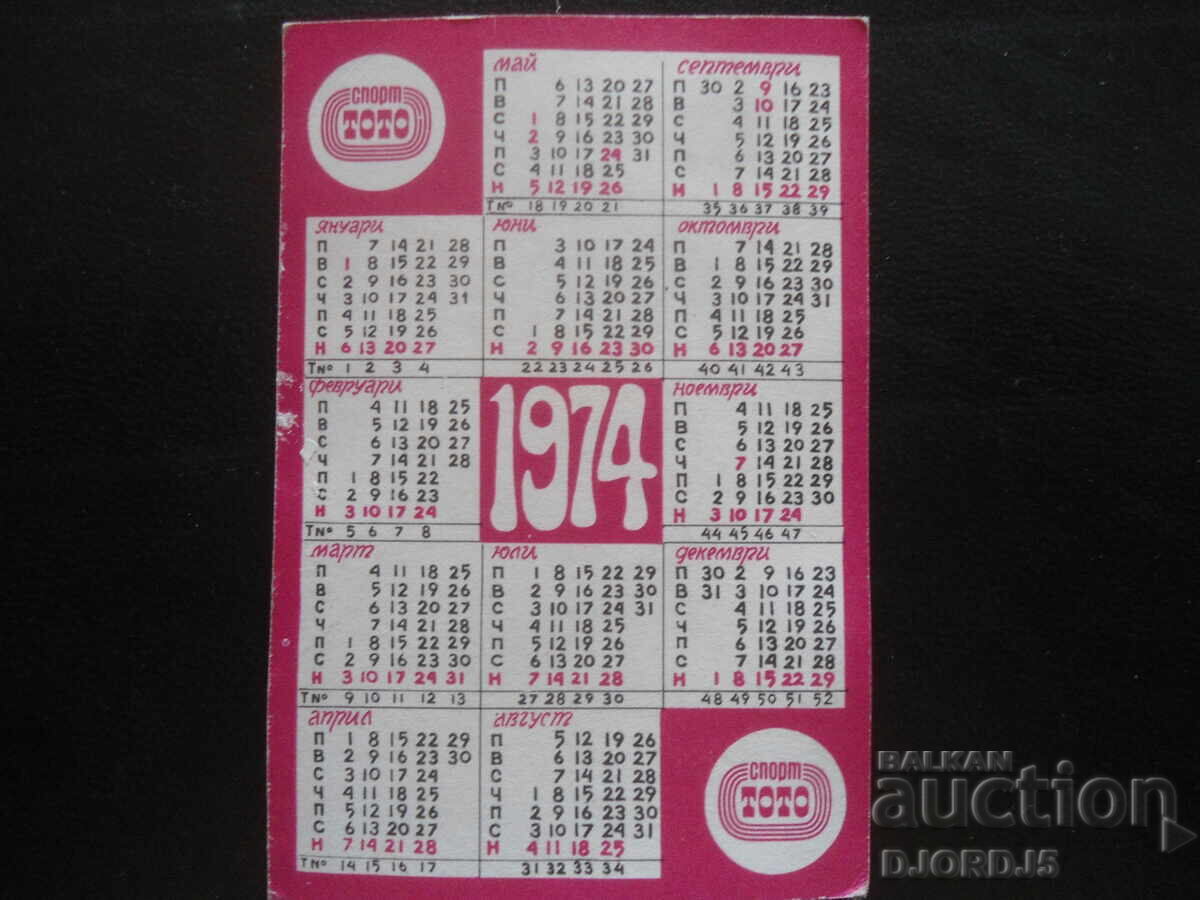 спорт
ТОТО
май
П 6 13 20 27
В 7 14 21 28
С 1 8 15 22 29
Ч 2 9 16 23 30
П 3 10 17 24 31
С 4 11 18 25
Н 5 12 19 26
Т№ 18 19 20 21
септември
П 30 2 9 16 23
В 3 10 17 24
С 4 11 18 25
Ч 5 12 19 26
П 6 13 20 27
С 7 14 21 28
Н 1 8 15 22 29
35 36 37 38 39
януари
П 7 14 21 28
В 1 8 15 22 29
С 2 9 16 23 30
Ч 3 10 17 24 31
П 4 11 18 25
С 5 12 19 26
Н 6 13 20 27
Т№ 1 2 3 4
юни
П 3 10 17 24
В 4 11 18 25
С 5 12 19 26
Ч 6 13 20 27
П 7 14 21 28
С 1 8 15 22 29
Н 2 9 16 23 30
22 23 24 25 26
октомври
П 7 14 21 28
В 1 8 15 22 29
С 2 9 16 23 30
Ч 3 10 17 24 31
П 4 11 18 25
С 5 12 19 26
Н 6 13 20 27
40 41 42 43
февруари
П 4 11 18 25
В 5 12 19 26
С 6 13 20 27
Ч 7 14 21 28
П 1 8 15 22
С 2 9 16 23
Н 3 10 17 24
Т№ 5 6 7 8
1974
ноември
П 4 11 18 25
В 5 12 19 26
С 6 13 20 27
Ч 7 14 21 28
П 1 8 15 22 29
С 2 9 16 23 30
Н 3 10 17 24
44 45 46 47
март
П 4 11 18 25
В 5 12 19 26
С 6 13 20 27
Ч 7 14 21 28
П 1 8 15 22 29
С 2 9 16 23 30
Н 3 10 17 24 31
Т№ 9 10 11 12 13
юли
П 1 8 15 22 29
В 2 9 16 23 30
С 3 10 17 24 31
Ч 4 11 18 25
П 5 12 19 26
С 6 13 20 27
Н 7 14 21 28
27 28 29 30
декември
П 30 2 9 16 23
В 31 3 10 17 24
С 4 11 18 25
Ч 5 12 19 26
П 6 13 20 27
С 7 14 21 28
Н 1 8 15 22 29
48 49 50 51 52
април
П 1 8 15 22 29
В 2 9 16 23 30
С 3 10 17 24
Ч 4 11 18 25
П 5 12 19 26
С 6 13 20 27
Н 7 14 21 28
Т№ 14 15 16 17
август
П 5 12 19 26
В 6 13 20 27
С 7 14 21 28
Ч 1 8 15 22 29
П 2 9 16 23 30
С 3 10 17 24 31
Н 4 11 18 25
31 32 33 34
спорт
ТОТО
BALKAN
auction
DJORDJ5